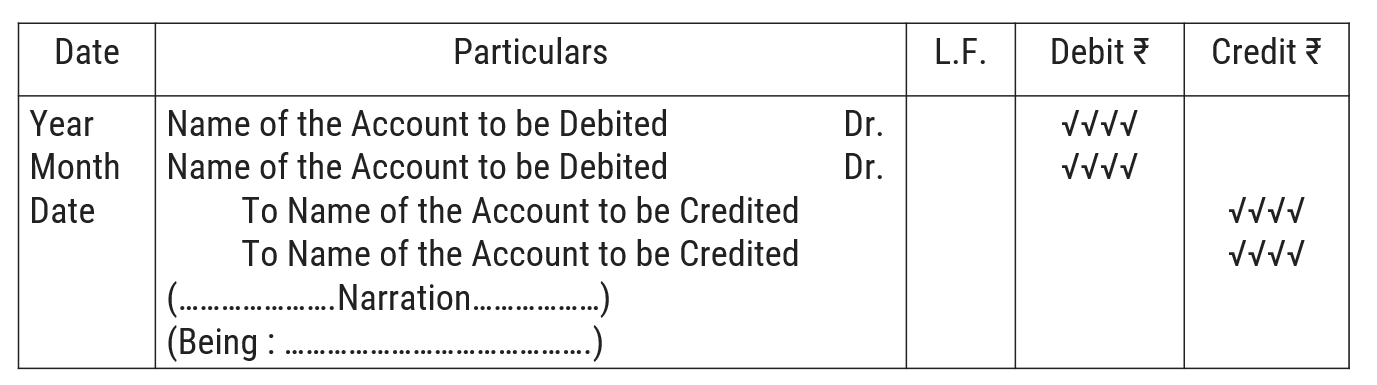 Date Particulars L.F. Debit ₹ Credit ₹
Year Name of the Account to be Debited Dr. √√√√
Month Name of the Account to be Debited Dr. √√√√
Date To Name of the Account to be Credited √√√√
To Name of the Account to be Credited √√√√
(………………….Narration……………)
(Being : …………………………………….)